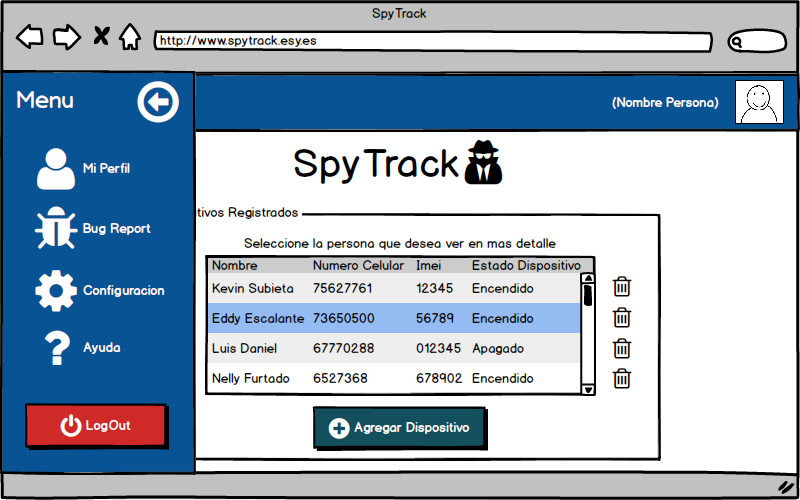 SpyTrack
http://www.spytrack.esy.es
Menu
(Nombre Persona)
Mi Perfil
Bug Report
Configuracion
Ayuda
LogOut
SpyTrack
tivos Registrados
Seleccione la persona que desea ver en mas detalle
Nombre Numero Celular Imei Estado Dispositivo
Kevin Subieta 75627761 12345 Encendido
Eddy Escalante 73650500 56789 Encendido
Luis Daniel 67770288 012345 Apagado
Nelly Furtado 6527368 678902 Encendido
Agregar Dispositivo